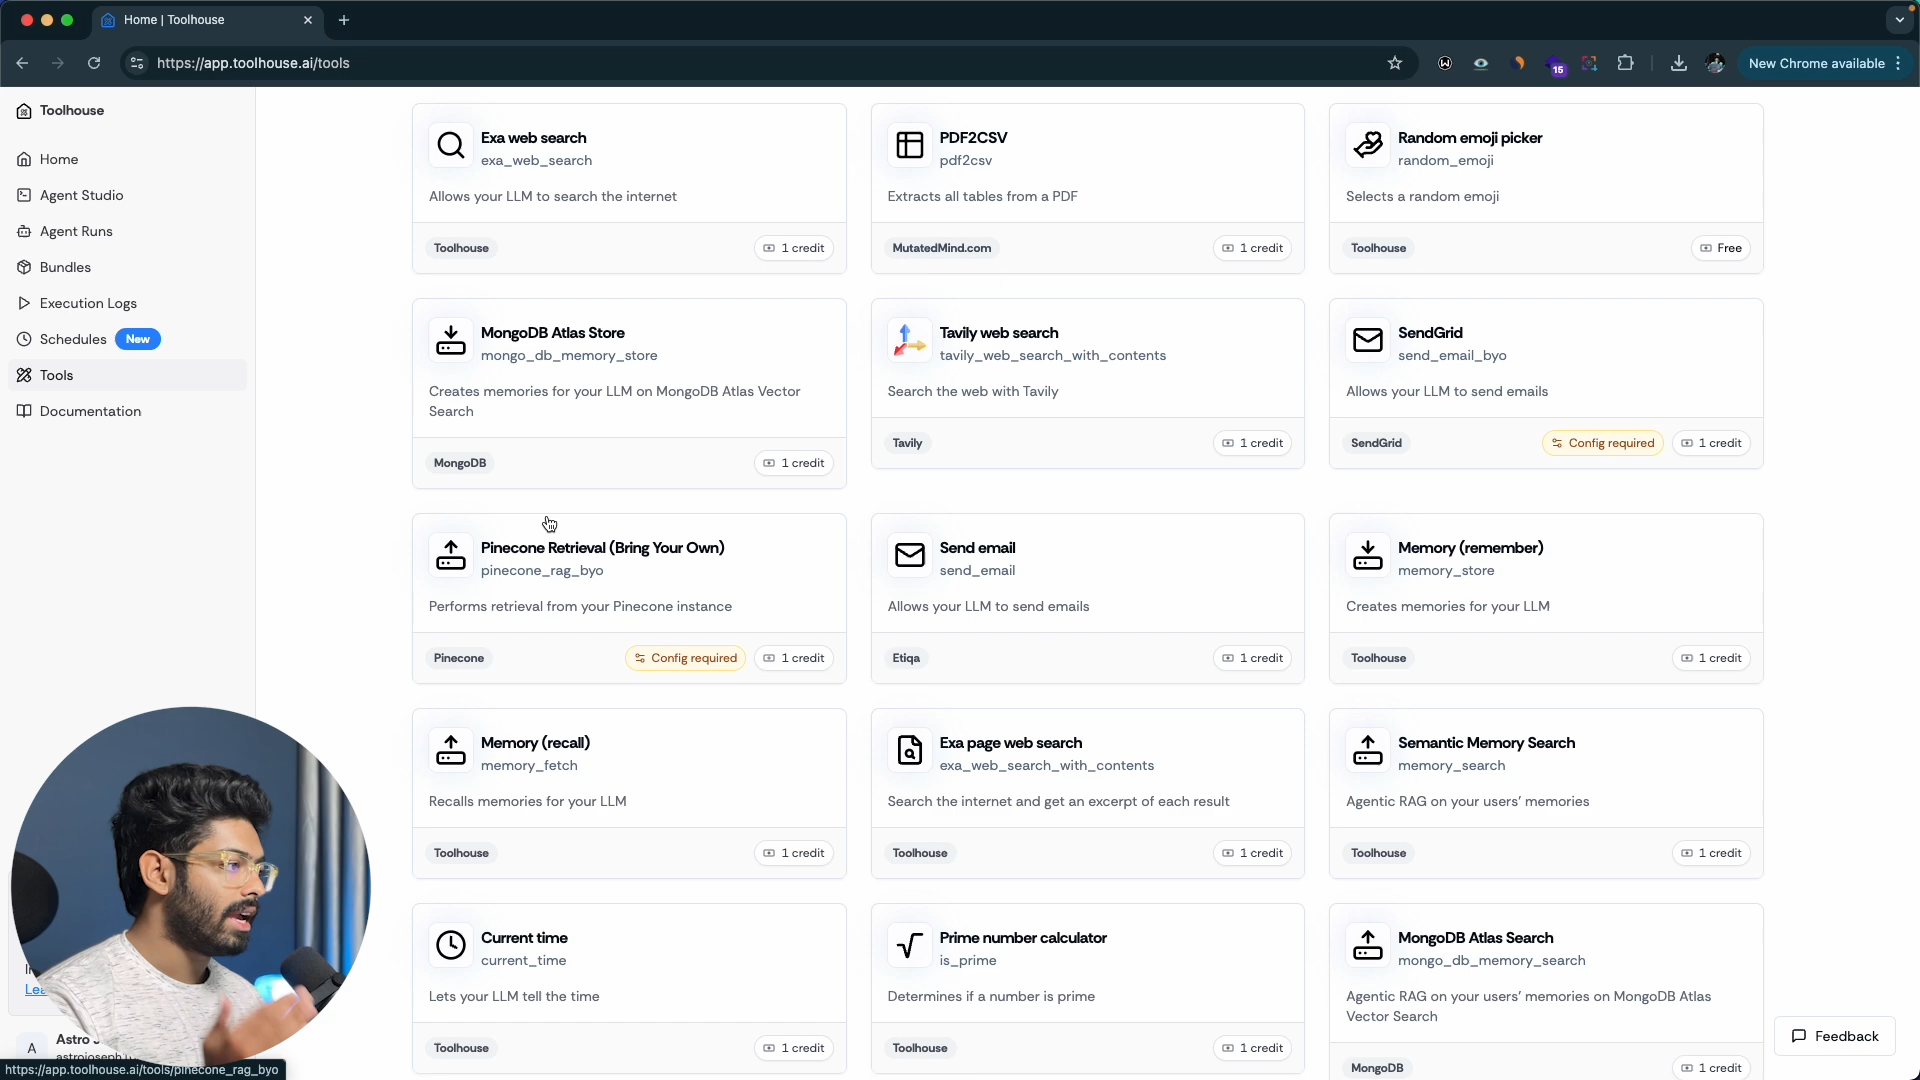 Home | Toolhouse
https://app.toolhouse.ai/tools
15
New Chrome available
Toolhouse
Home
Agent Studio
Agent Runs
Bundles
Execution Logs
Schedules New
Tools
Documentation
Exa web search
exa_web_search
Allows your LLM to search the internet
Toolhouse
1 credit
PDF2CSV
pdf2csv
Extracts all tables from a PDF
MutatedMind.com
1 credit
Random emoji picker
random_emoji
Selects a random emoji
Toolhouse
Free
MongoDB Atlas Store
mongo_db_memory_store
Creates memories for your LLM on MongoDB Atlas Vector
Search
MongoDB
1 credit
Tavily web search
tavily_web_search_with_contents
Search the web with Tavily
Tavily
1 credit
SendGrid
send_email_byo
Allows your LLM to send emails
SendGrid
Config required
1 credit
Pinecone Retrieval (Bring Your Own)
pinecone_rag_byo
Performs retrieval from your Pinecone instance
Pinecone
Config required
1 credit
Send email
send_email
Allows your LLM to send emails
Etiqa
1 credit
Memory (remember)
memory_store
Creates memories for your LLM
Toolhouse
1 credit
Memory (recall)
memory_fetch
Recalls memories for your LLM
Toolhouse
1 credit
Exa page web search
exa_web_search_with_contents
Search the internet and get an excerpt of each result
Toolhouse
1 credit
Semantic Memory Search
memory_search
Agentic RAG on your users' memories
Toolhouse
1 credit
Current time
current_time
Lets your LLM tell the time
Toolhouse
1 credit
Prime number calculator
is_prime
Determines if a number is prime
Toolhouse
1 credit
MongoDB Atlas Search
mongo_db_memory_search
Agentic RAG on your users' memories on MongoDB Atlas
Vector Search
MongoDB
1 credit
A
Astro
Feedback
https://app.toolhouse.ai/tools/pinecone_rag_byo